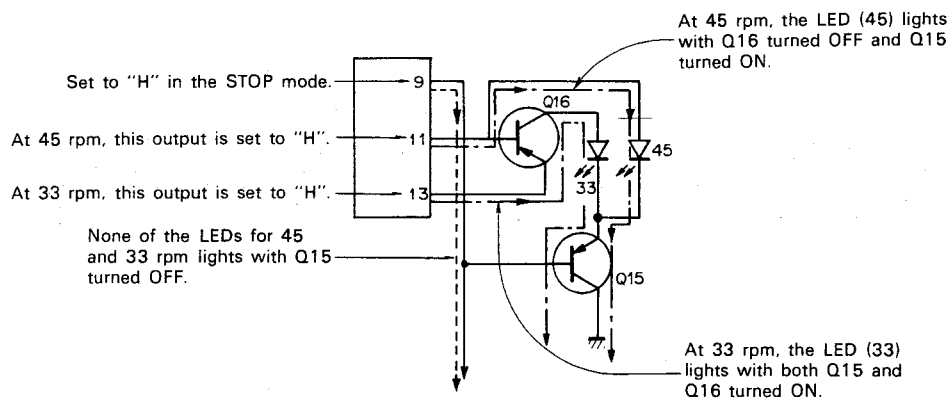 At 45 rpm, the LED (45) lights
with Q16 turned OFF and Q15
turned ON.
Set to "H" in the STOP mode.
9
Q16
At 45 rpm, this output is set to "H".
11
45
33
At 33 rpm, this output is set to "H".
13
None of the LEDs for 45
and 33 rpm lights with Q15
turned OFF.
Q15
At 33 rpm, the LED (33)
lights with both Q15 and
Q16 turned ON.